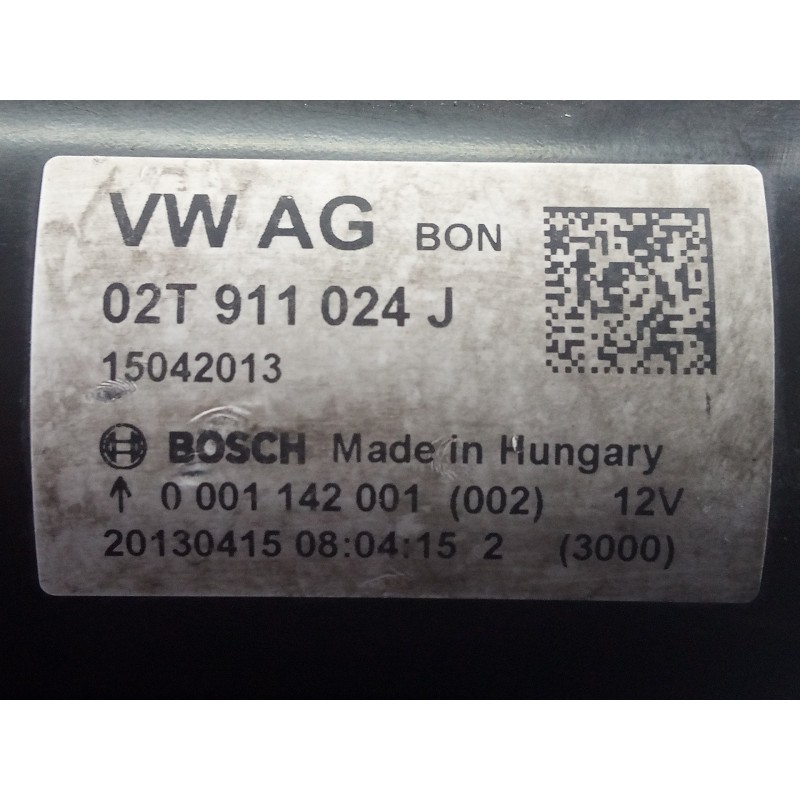 VW AG BON
02T 911 024 J
15042013
BOSCH Made in Hungary
↑ 0 001 142 001 (002) 12V
20130415 08:04:15 2 (3000)